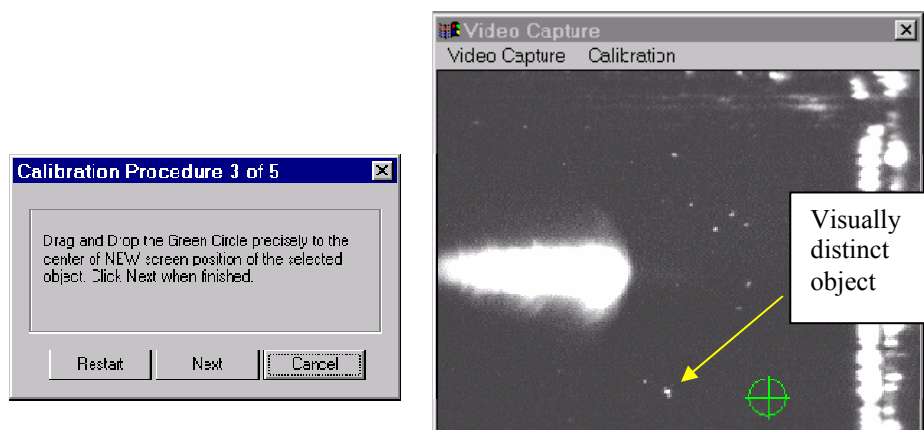 Calibration Procedure 3 of 5
Drag and Drop the Green Circle precisely to the
center of NEW screen position of the selected
object. Click Next when finished.
Restart Next Cancel
Video Capture
Video Capture Calibration
Visually
distinct
object